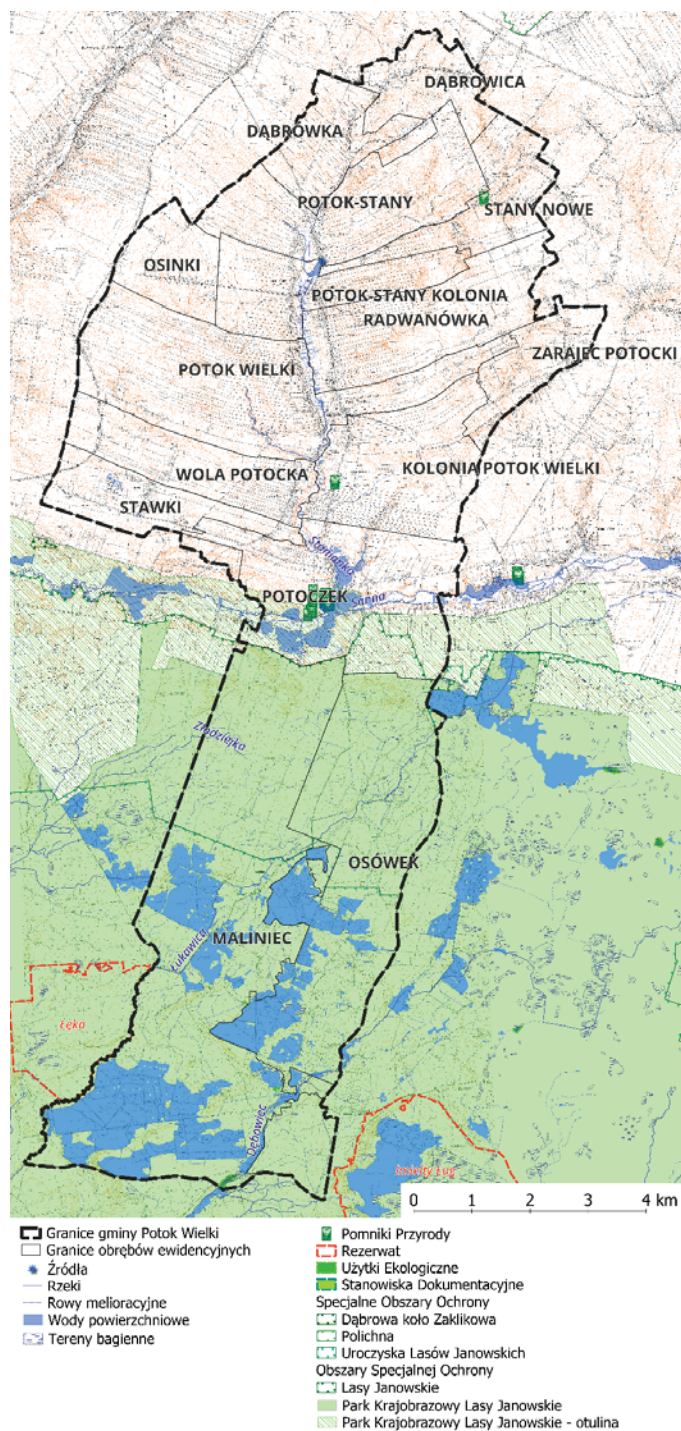 DĄBROWICA
DĄBRÓWKA
POTOK-STANY
STANY NOWE
OSINKI
POTOK-STANY KOLONIA
RADWANÓWKA
ZARAJEC POTOCKI
POTOK WIELKI
WOLA POTOCKA
KOLONIA POTOK WIELKI
STAWKI
Stanianka
POTOCZEK
Sanna
Złodziejka
OSÓWEK
MALINIEC
Łukawica
Łęka
Dębowiec
Imielty Ług
0 1 2 3 4 km
Granice gminy Potok Wielki
Granice obrębów ewidencyjnych
Źródła
Rzeki
Rowy melioracyjne
Wody powierzchniowe
Tereny bagienne
Pomniki Przyrody
Rezerwat
Użytki Ekologiczne
Stanowiska Dokumentacyjne
Specjalne Obszary Ochrony
Dąbrowa koło Zaklikowa
Polichna
Uroczyska Lasów Janowskich
Obszary Specjalnej Ochrony
Lasy Janowskie
Park Krajobrazowy Lasy Janowskie
Park Krajobrazowy Lasy Janowskie - otulina